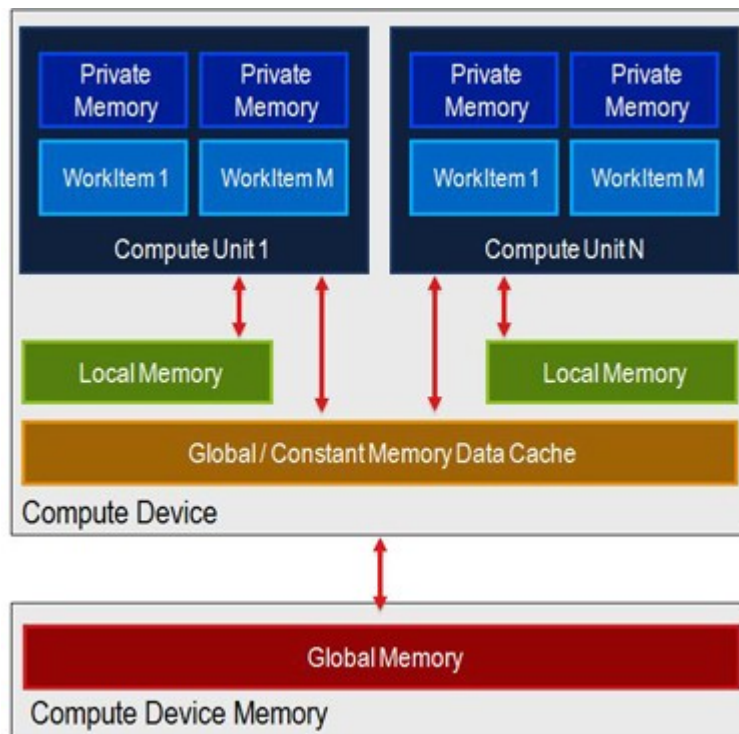 Private Memory
Private Memory
Private Memory
Private Memory
WorkItem 1
WorkItem M
WorkItem 1
WorkItem M
Compute Unit 1
Compute Unit N
Local Memory
Local Memory
Global / Constant Memory Data Cache
Compute Device
Global Memory
Compute Device Memory